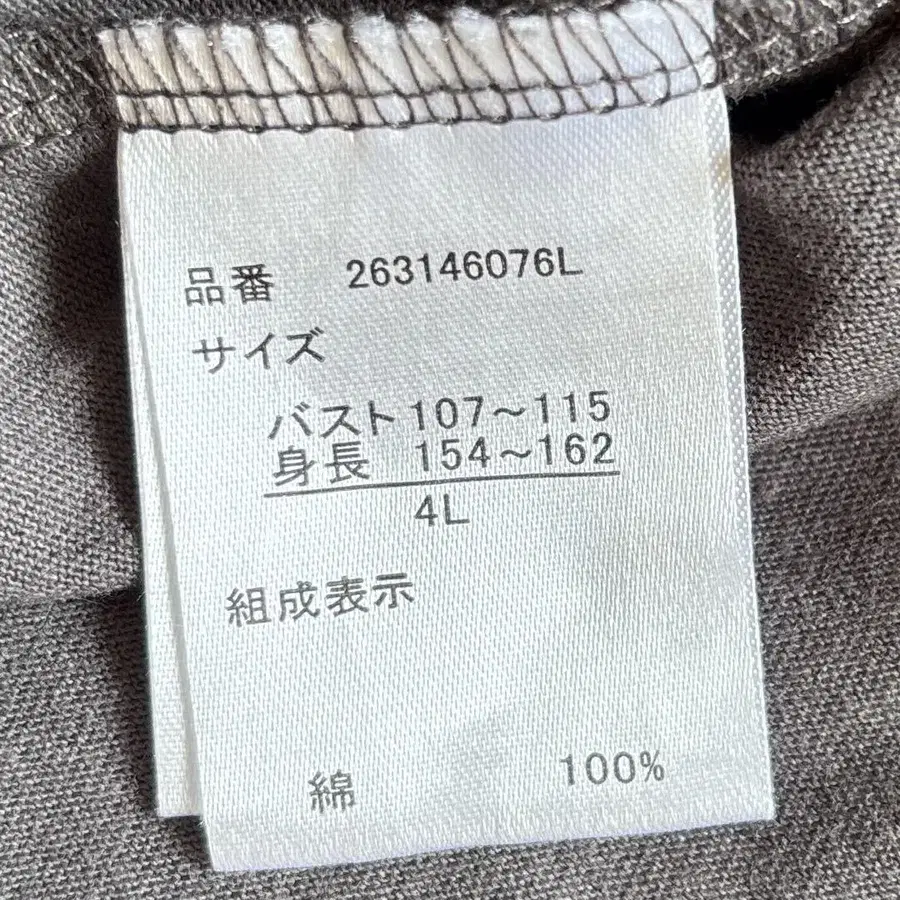 品番 263146076L
サイズ
バスト107～115
身長 154～162
4L
組成表示
綿 100%